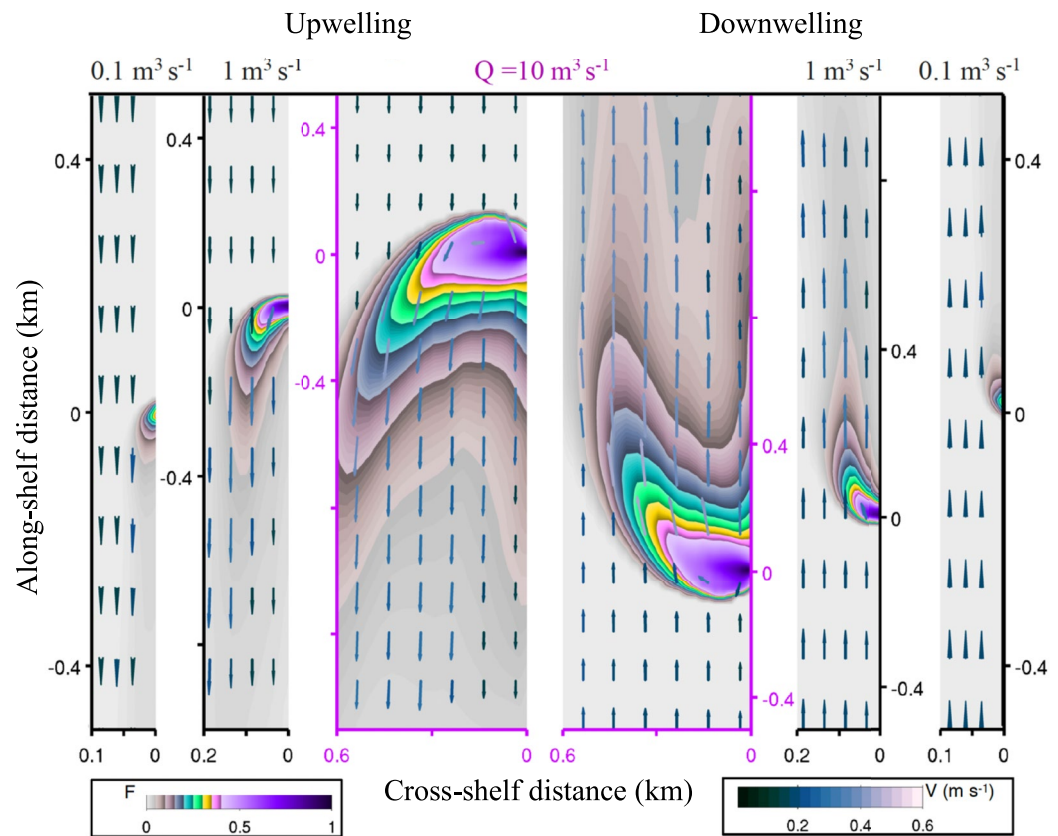 Upwelling Downwelling
0.1 m³ s⁻¹ 1 m³ s⁻¹ Q =10 m³ s⁻¹ 1 m³ s⁻¹ 0.1 m³ s⁻¹
0.4 0.4 0.4 0.4
0 0 0 0.4
-0.4 0.4 0
0 -0.4 0 0
-0.4 -0.4 -0.4 -0.4
Along-shelf distance (km)
0.1 0 0.2 0 0.6 0 0.6 0 0.2 0 0.1 0
Cross-shelf distance (km)
F
0 0.5 1
V (m s⁻¹)
0.2 0.4 0.6